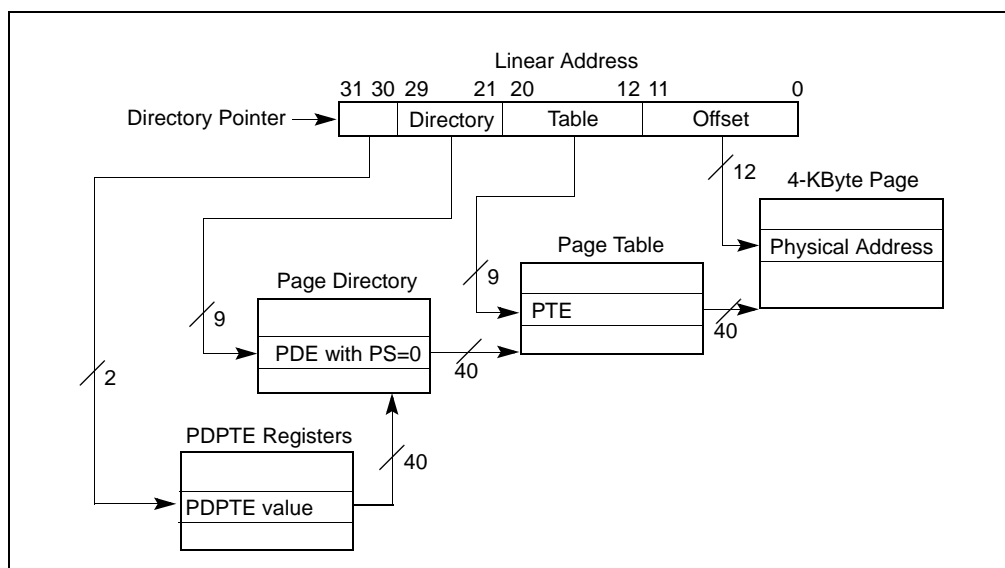 Linear Address
31 30 29 21 20 12 11 0
Directory Pointer
Directory Table Offset
12
4-KByte Page
Physical Address
Page Table
9
PTE
40
Page Directory
9
PDE with PS=0
40
2
PDPTE Registers
40
PDPTE value